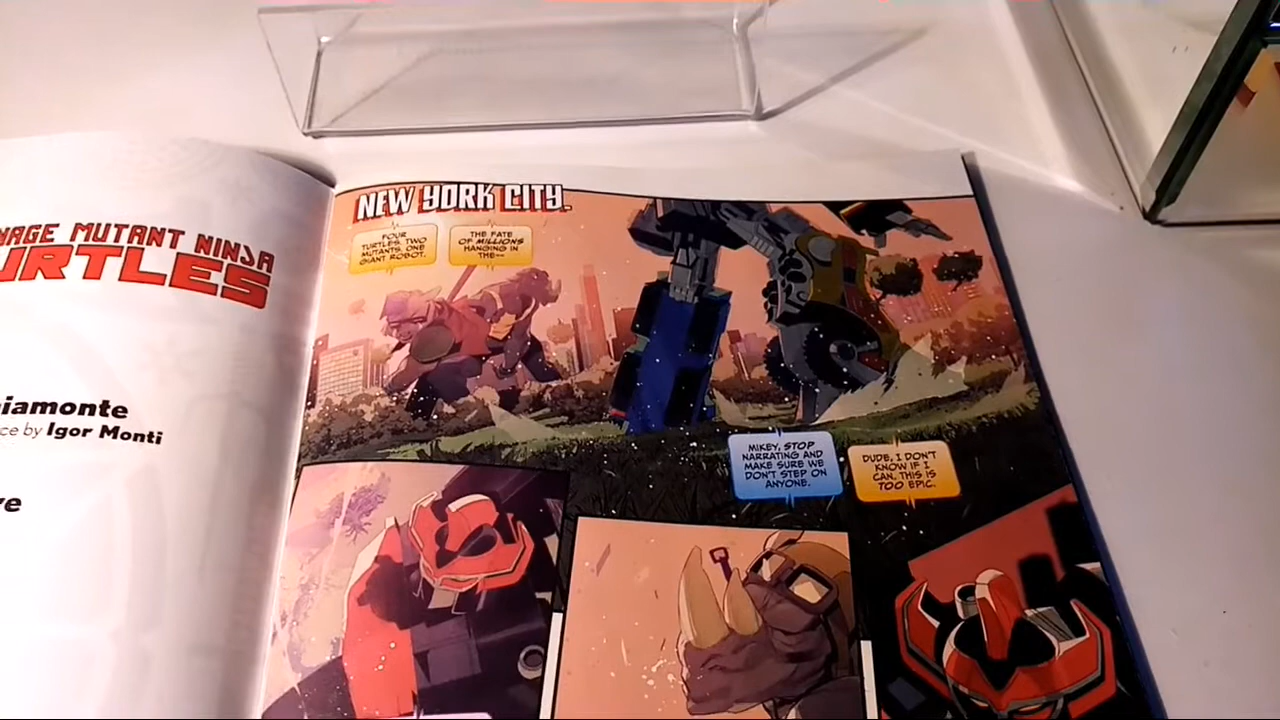 NAGE MUTANT NINJA
URTLES
iamonte
ce by Igor Monti
re
NEW YORK CITY.
FOUR
TURTLES. TWO
MUTANTS. ONE
GIANT ROBOT.
THE FATE
OF MILLIONS
HANGING IN
THE--
MIKEY, STOP
NARRATING AND
MAKE SURE WE
DON'T STEP ON
ANYONE.
DUDE, I DON'T
KNOW IF I
CAN. THIS IS
TOO EPIC.